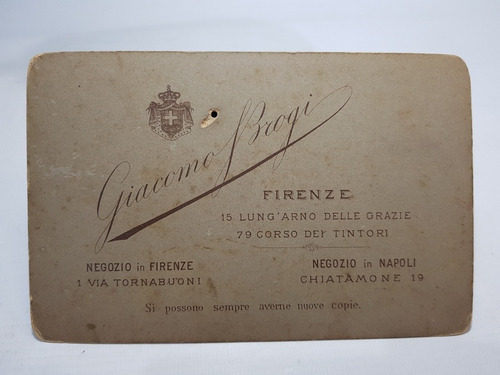 Giacomo Brogi
FIRENZE
15 LUNG'ARNO DELLE GRAZIE
79 CORSO DEI TINTORI
NEGOZIO in FIRENZE
1 VIA TORNABUONI
NEGOZIO in NAPOLI
CHIATAMONE 19
Si possono sempre averne nuove copie.